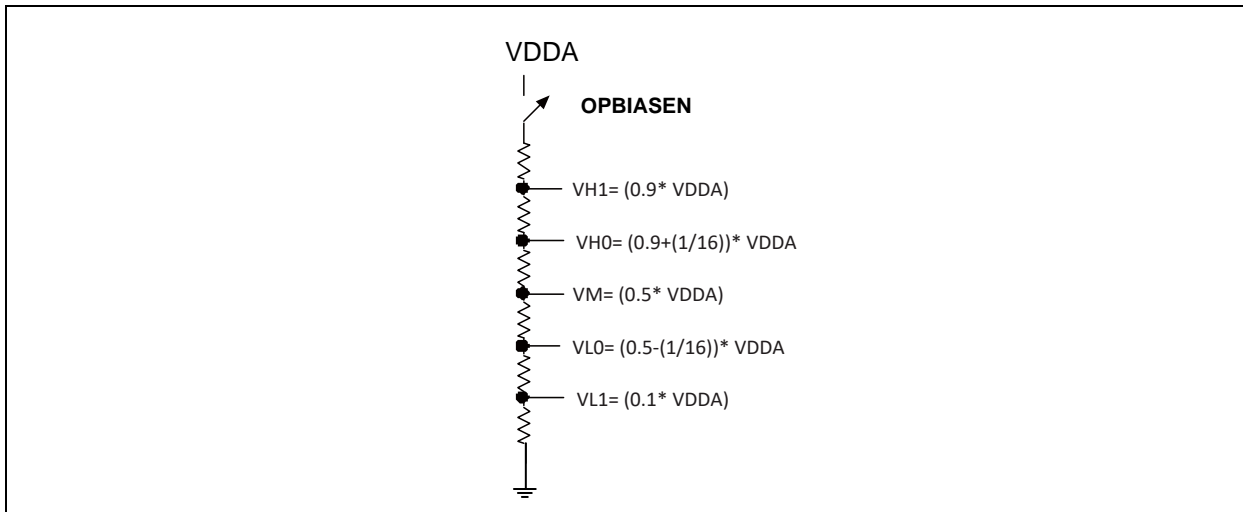 VDDA
OPBIASEN
VH1= (0.9* VDDA)
VH0= (0.9+(1/16))* VDDA
VM= (0.5* VDDA)
VL0= (0.5-(1/16))* VDDA
VL1= (0.1* VDDA)